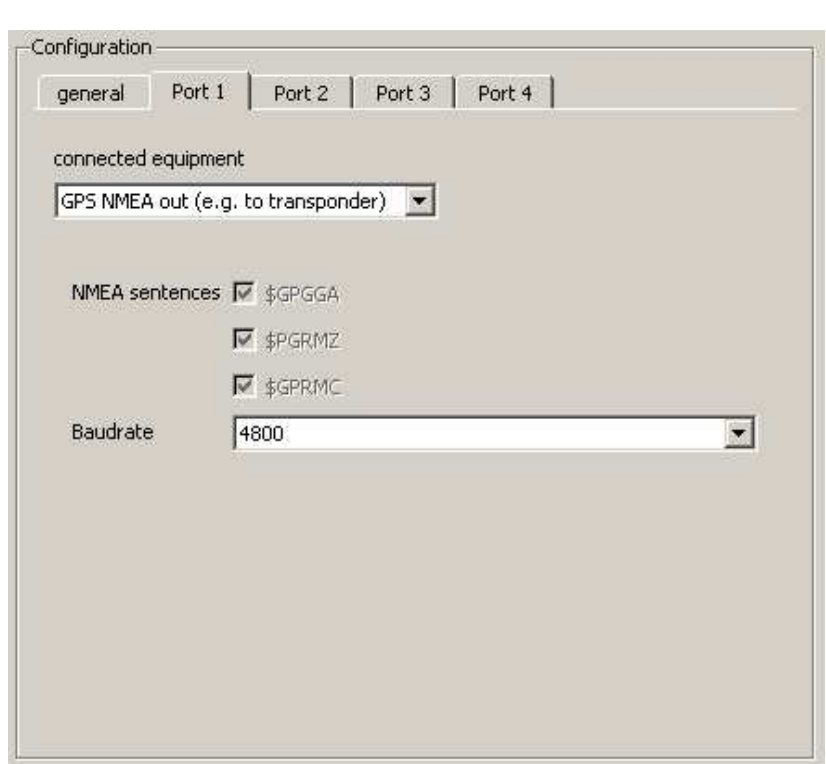 Configuration
general Port 1 Port 2 Port 3 Port 4
connected equipment
GPS NMEA out (e.g. to transponder)
NMEA sentences $GPGGA
$PGRMZ
$GPRMC
Baudrate 4800